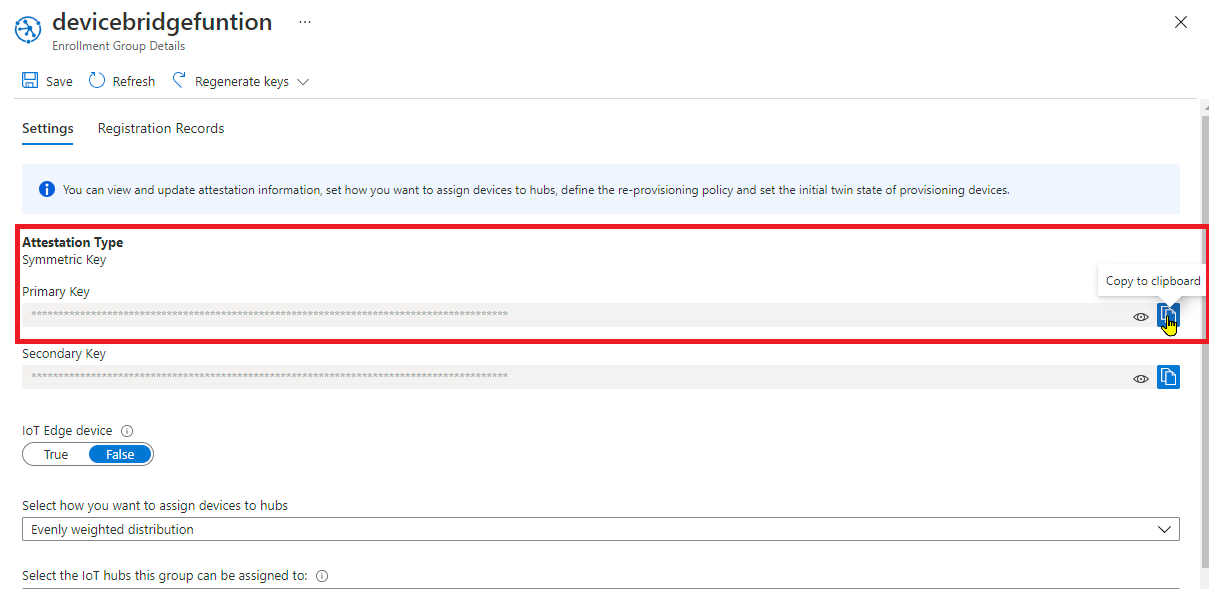 devicebridgefuntion ...
Enrollment Group Details
Save Refresh Regenerate keys
Settings Registration Records
You can view and update attestation information, set how you want to assign devices to hubs, define the re-provisioning policy and set the initial twin state of provisioning devices.
Attestation Type
Symmetric Key
Copy to clipboard
Primary Key
****************************************************************************************
Secondary Key
****************************************************************************************
IoT Edge device
True False
Select how you want to assign devices to hubs
Evenly weighted distribution
Select the IoT hubs this group can be assigned to: